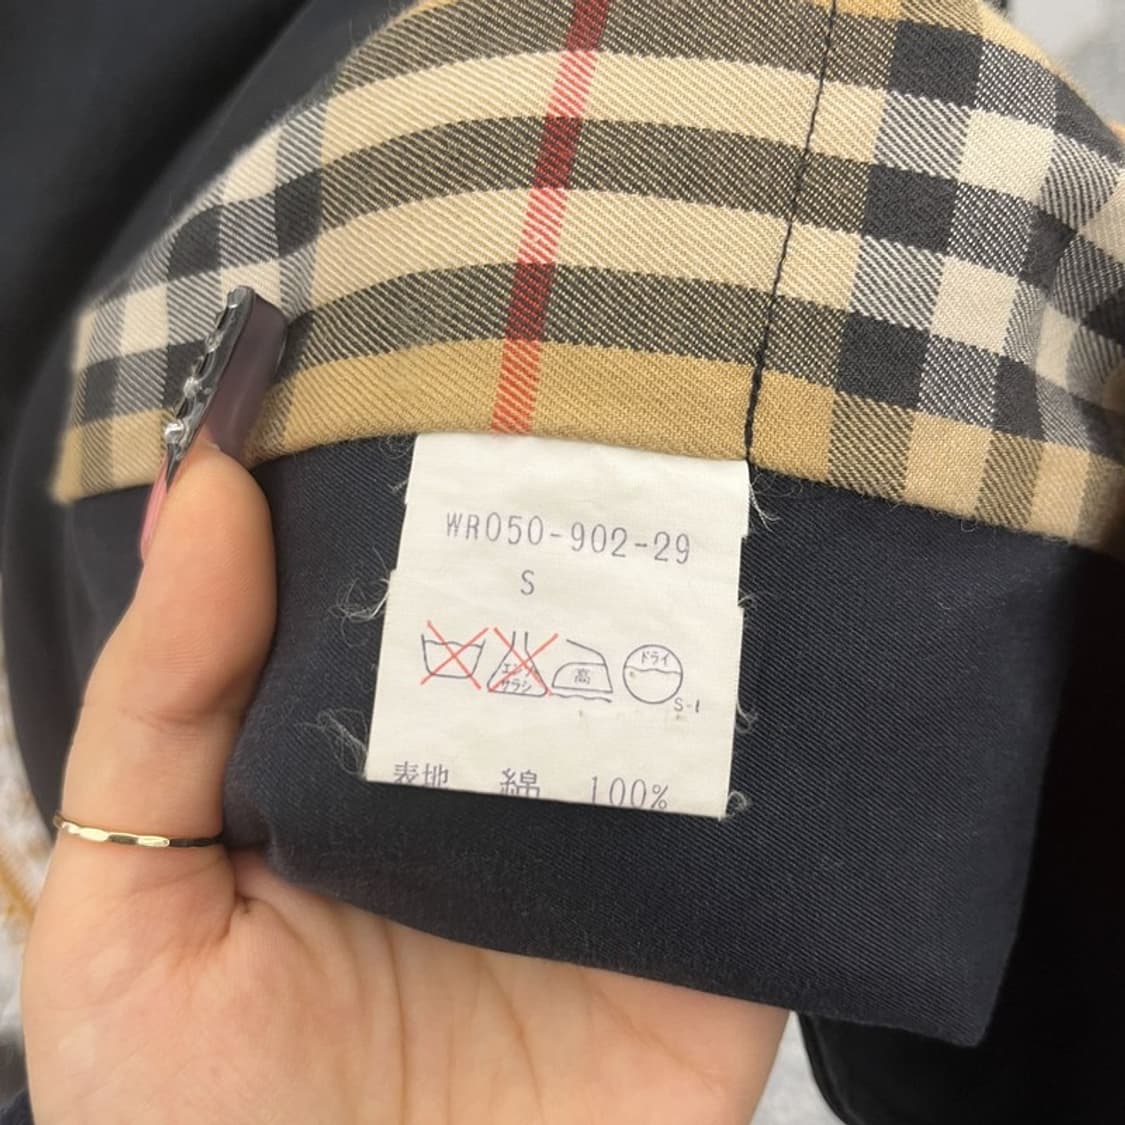 WR050-902-29
S
エンソ
サラシ
高
ドライ
S-1
表地 綿 100%